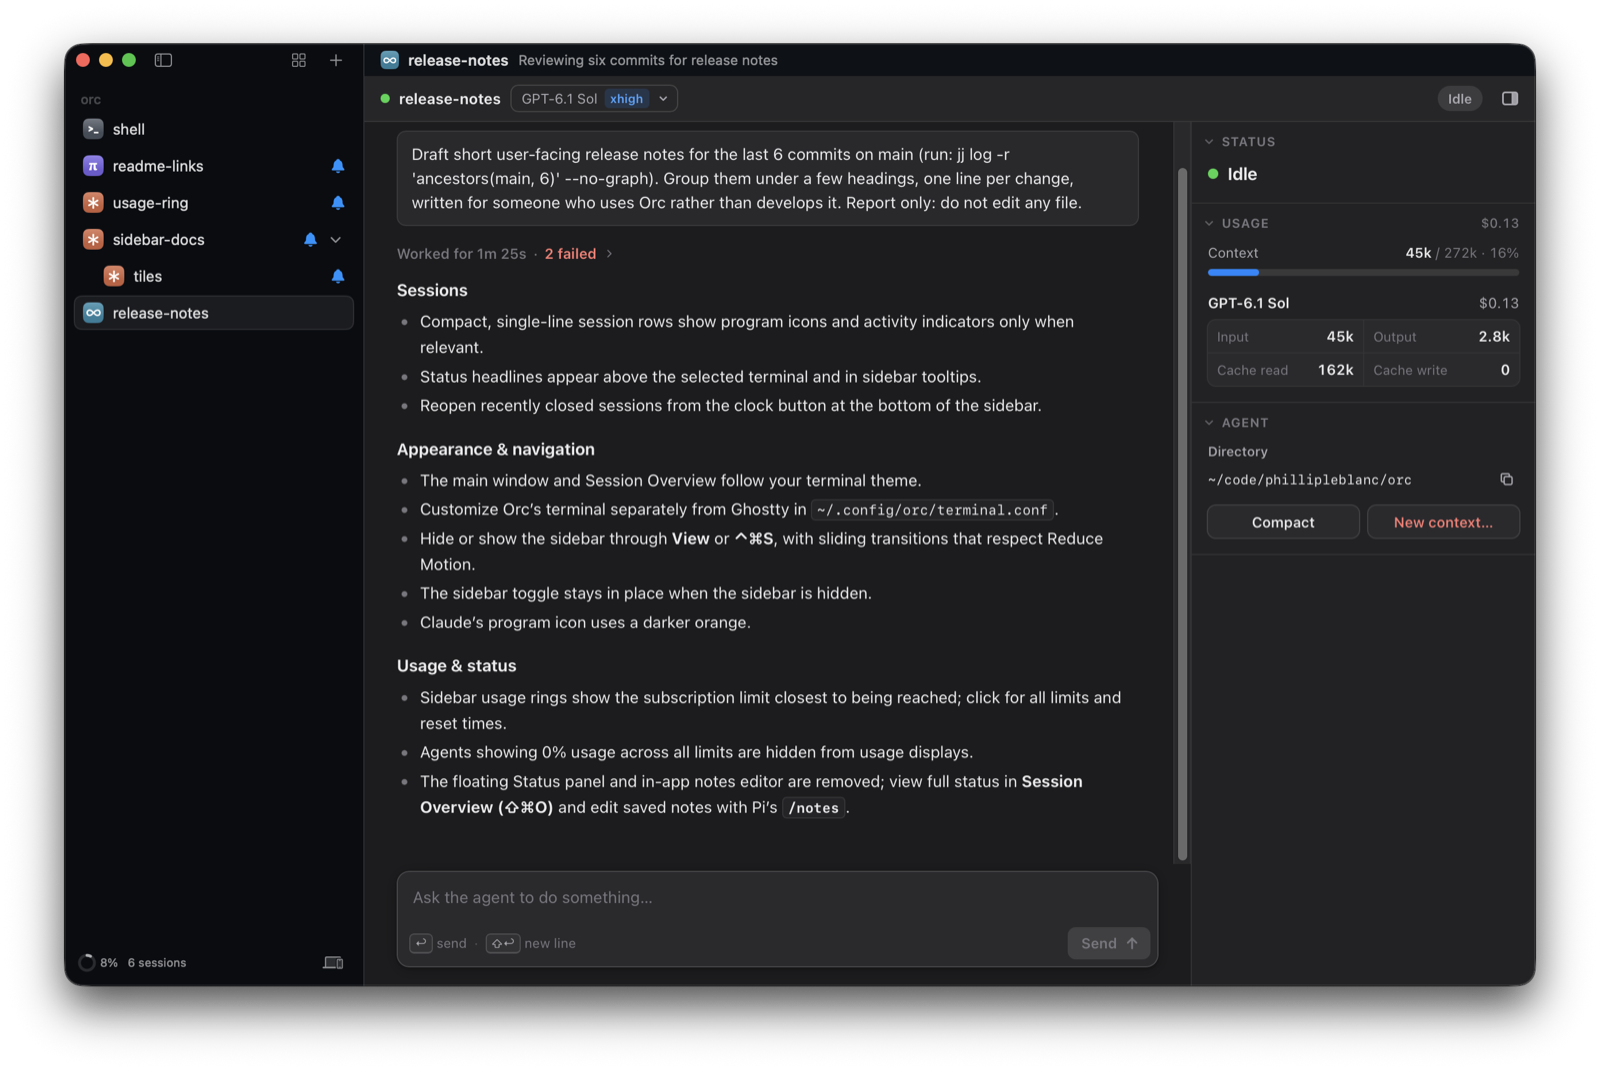 release-notes Reviewing six commits for release notes
orc
shell
readme-links
usage-ring
sidebar-docs
tiles
release-notes
8% 6 sessions
release-notes GPT-6.1 Sol xhigh Idle
Draft short user-facing release notes for the last 6 commits on main (run: jj log -r
'ancestors(main, 6)' --no-graph). Group them under a few headings, one line per change,
written for someone who uses Orc rather than develops it. Report only: do not edit any file.
Worked for 1m 25s · 2 failed
Sessions
• Compact, single-line session rows show program icons and activity indicators only when
relevant.
• Status headlines appear above the selected terminal and in sidebar tooltips.
• Reopen recently closed sessions from the clock button at the bottom of the sidebar.
Appearance & navigation
• The main window and Session Overview follow your terminal theme.
• Customize Orc’s terminal separately from Ghostty in ~/.config/orc/terminal.conf.
• Hide or show the sidebar through View or ^⌘S, with sliding transitions that respect Reduce
Motion.
• The sidebar toggle stays in place when the sidebar is hidden.
• Claude’s program icon uses a darker orange.
Usage & status
• Sidebar usage rings show the subscription limit closest to being reached; click for all limits and
reset times.
• Agents showing 0% usage across all limits are hidden from usage displays.
• The floating Status panel and in-app notes editor are removed; view full status in Session
Overview (⇧⌘O) and edit saved notes with Pi’s /notes.
Ask the agent to do something...
↩ send · ⇧↩ new line
Send ↑
STATUS
Idle
USAGE $0.13
Context 45k / 272k · 16%
GPT-6.1 Sol $0.13
Input 45k Output 2.8k
Cache read 162k Cache write 0
AGENT
Directory
~/code/phillipleblanc/orc
Compact New context...